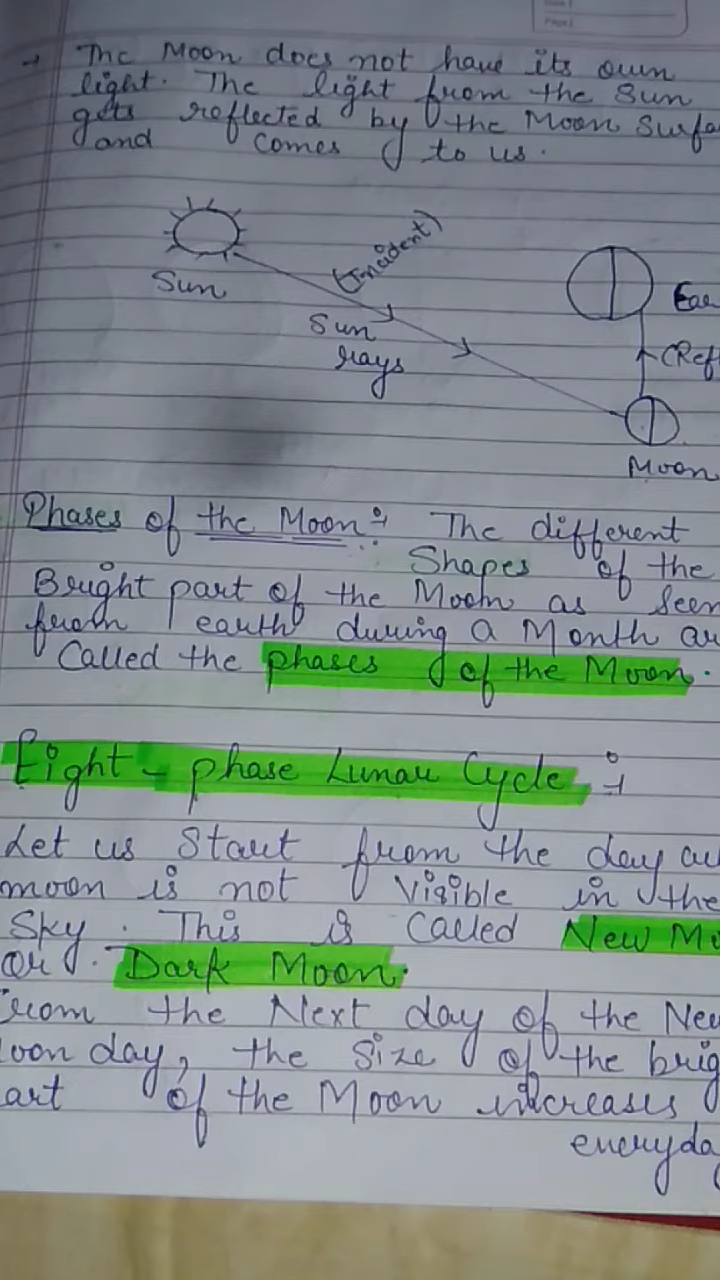 → The Moon does not have its own
light. The light from the Sun
gets reflected by the Moon Surfa
and comes to us.
(Incident)
Sun
Ear
Sun
rays
(Ref
Moon
Phases of the Moon :→ The different
Shapes of the
Bright part of the Moon as seen
from earth during a Month ar
Called the phases of the Moon.
Eight - phase Lunar Cycle :→
Let us Start from the day
moon is not visible in the
Sky. This is called New Mo
or Dark Moon.
rom the Next day of the New
oon day, the size of the brig
art of the Moon increases
everyda